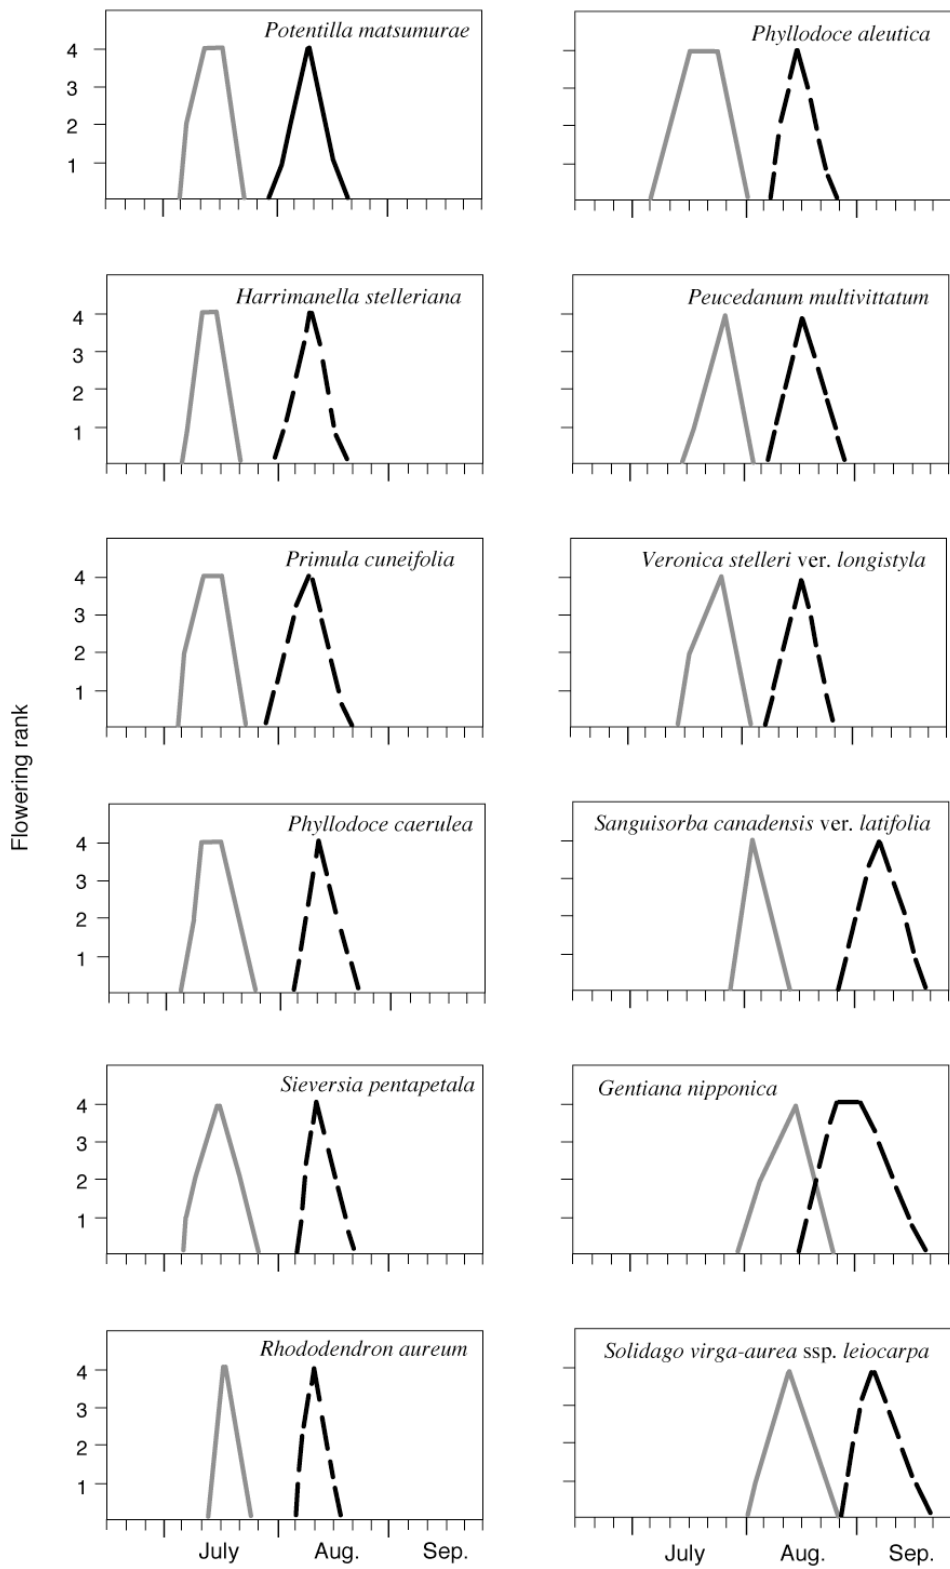 Potentilla matsumurae
4
3
2
1
Phyllodoce aleutica
Harrimanella stelleriana
4
3
2
1
Peucedanum multivittatum
Primula cuneifolia
4
3
2
1
Veronica stelleri ver. longistyla
Flowering rank
Phyllodoce caerulea
4
3
2
1
Sanguisorba canadensis ver. latifolia
Sieversia pentapetala
4
3
2
1
Gentiana nipponica
Rhododendron aureum
4
3
2
1
July Aug. Sep.
Solidago virga-aurea ssp. leiocarpa
July Aug. Sep.